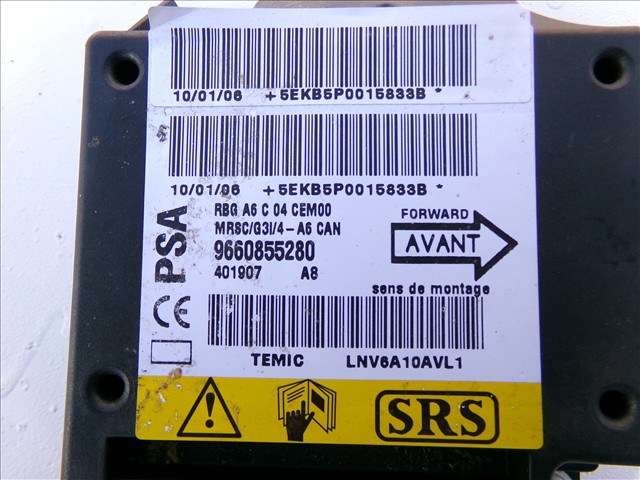 10/01/06 +5EKB5P0015833B *
10/01/06 +5EKB5P0015833B *
PSA
RBG A6 C 04 CEM00
MRSC/G3I/4-A6 CAN
9660855280
401907 A8
FORWARD
AVANT
sens de montage
CE
TEMIC LNV6A10AVL1
SRS